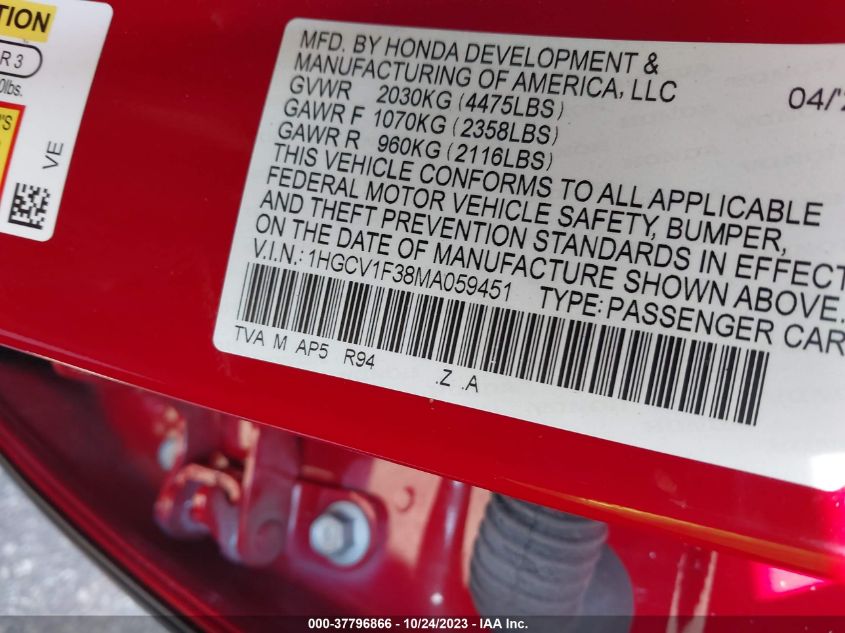 TION
R 3
0lbs.
'S
VE
MFD. BY HONDA DEVELOPMENT &
MANUFACTURING OF AMERICA, LLC
04/'2
GVWR 2030KG (4475LBS)
GAWR F 1070KG (2358LBS)
GAWR R 960KG (2116LBS)
THIS VEHICLE CONFORMS TO ALL APPLICABLE
FEDERAL MOTOR VEHICLE SAFETY, BUMPER,
AND THEFT PREVENTION STANDARDS IN EFFECT
ON THE DATE OF MANUFACTURE SHOWN ABOVE.
V.I.N.: 1HGCV1F38MA059451 TYPE: PASSENGER CAR
TVA M AP5 R94 .Z .A
000-37796866 - 10/24/2023 - IAA Inc.